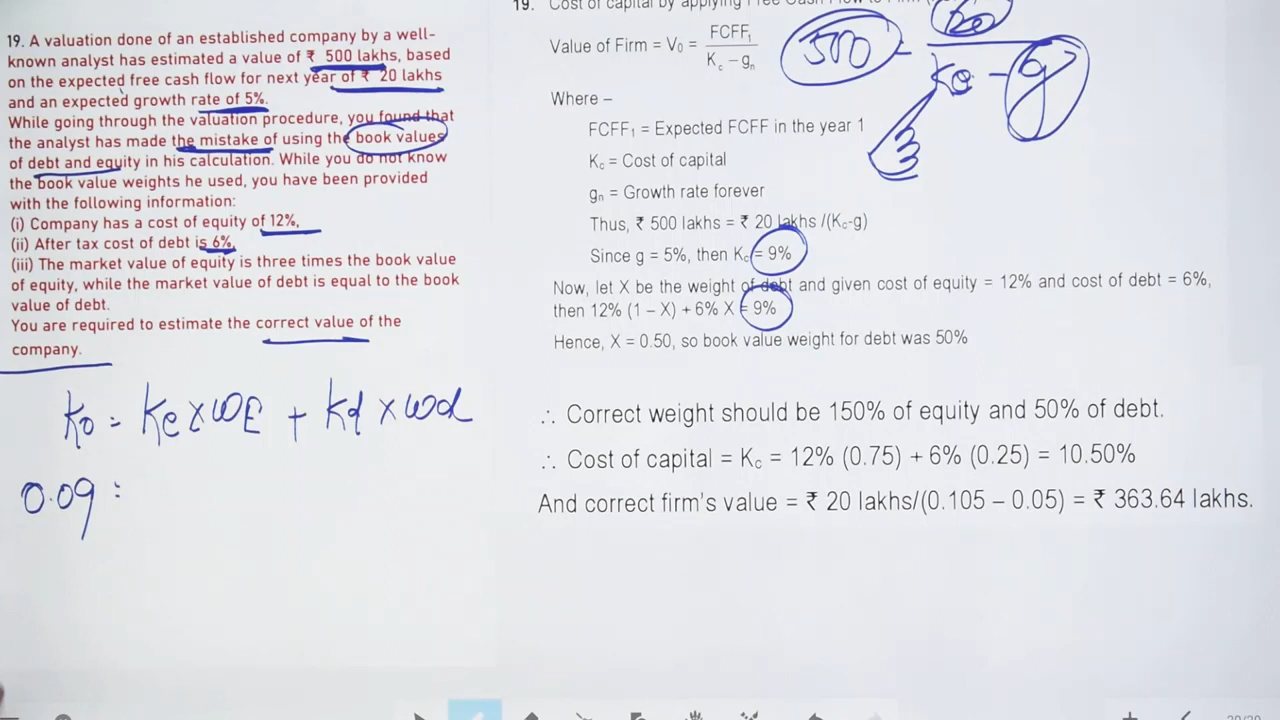 19. A valuation done of an established company by a well-
known analyst has estimated a value of ₹ 500 lakhs, based
on the expected free cash flow for next year of ₹ 20 lakhs
and an expected growth rate of 5%.
While going through the valuation procedure, you found that
the analyst has made the mistake of using the book values
of debt and equity in his calculation. While you do not know
the book value weights he used, you have been provided
with the following information:
(i) Company has a cost of equity of 12%,
(ii) After tax cost of debt is 6%,
(iii) The market value of equity is three times the book value
of equity, while the market value of debt is equal to the book
value of debt.
You are required to estimate the correct value of the
company.
Ko = Ke x WE + Kd x Wd
0.09 =
19. Cost of capital by applying Free Cash Flow to Firm
Value of Firm = V₀ = FCFF₁
K꜀ – gₙ
500 = 
Ko - g
Where –
FCFF₁ = Expected FCFF in the year 1
K꜀ = Cost of capital
gₙ = Growth rate forever
Thus, ₹ 500 lakhs = ₹ 20 lakhs /(K꜀-g)
Since g = 5%, then K꜀ = 9%
Now, let X be the weight of debt and given cost of equity = 12% and cost of debt = 6%,
then 12% (1 – X) + 6% X = 9%
Hence, X = 0.50, so book value weight for debt was 50%
∴ Correct weight should be 150% of equity and 50% of debt.
∴ Cost of capital = K꜀ = 12% (0.75) + 6% (0.25) = 10.50%
And correct firm's value = ₹ 20 lakhs/(0.105 – 0.05) = ₹ 363.64 lakhs.